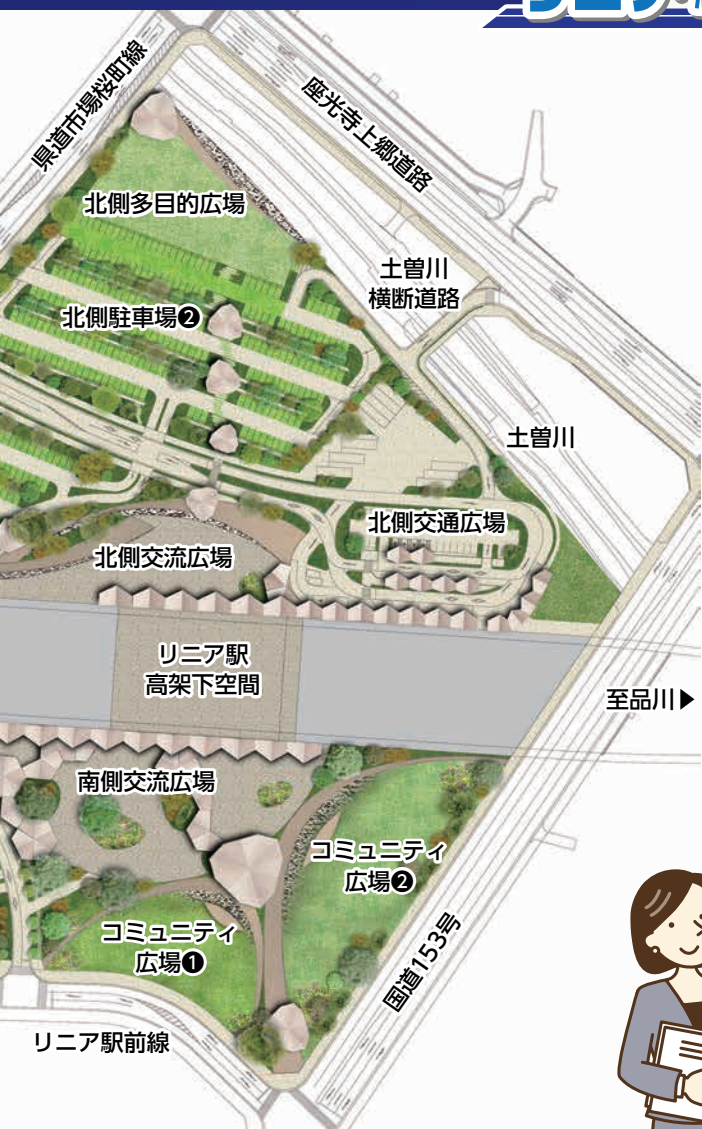 県道市場桜町線
座光寺上郷道路
北側多目的広場
土曽川
横断道路
北側駐車場❷
土曽川
北側交通広場
北側交流広場
リニア駅
高架下空間
至品川▶
南側交流広場
コミュニティ
広場❷
コミュニティ
広場❶
国道153号
リニア駅前線